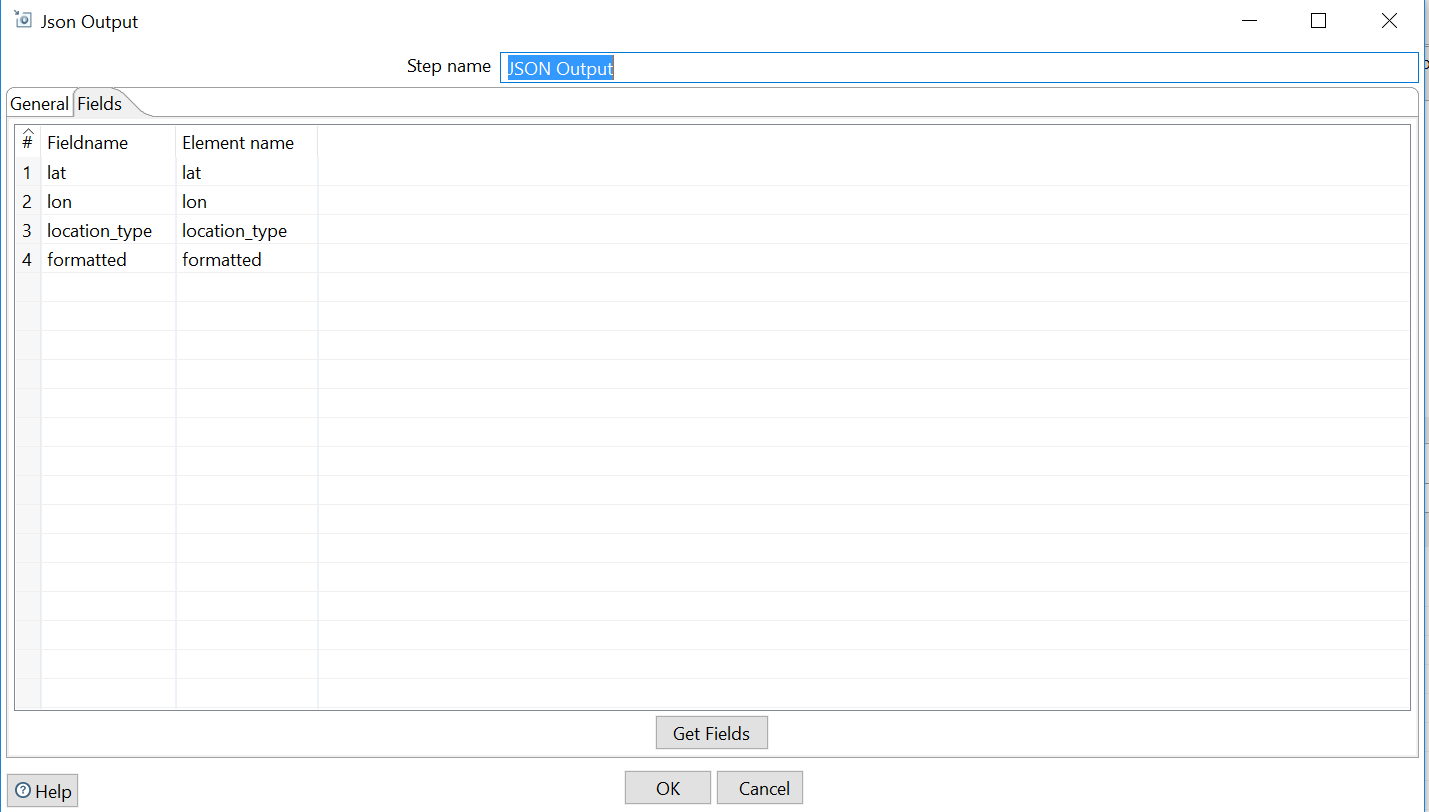 Json Output
Step name JSON Output
General Fields
# Fieldname Element name
1 lat lat
2 lon lon
3 location_type location_type
4 formatted formatted
Get Fields
Help OK Cancel